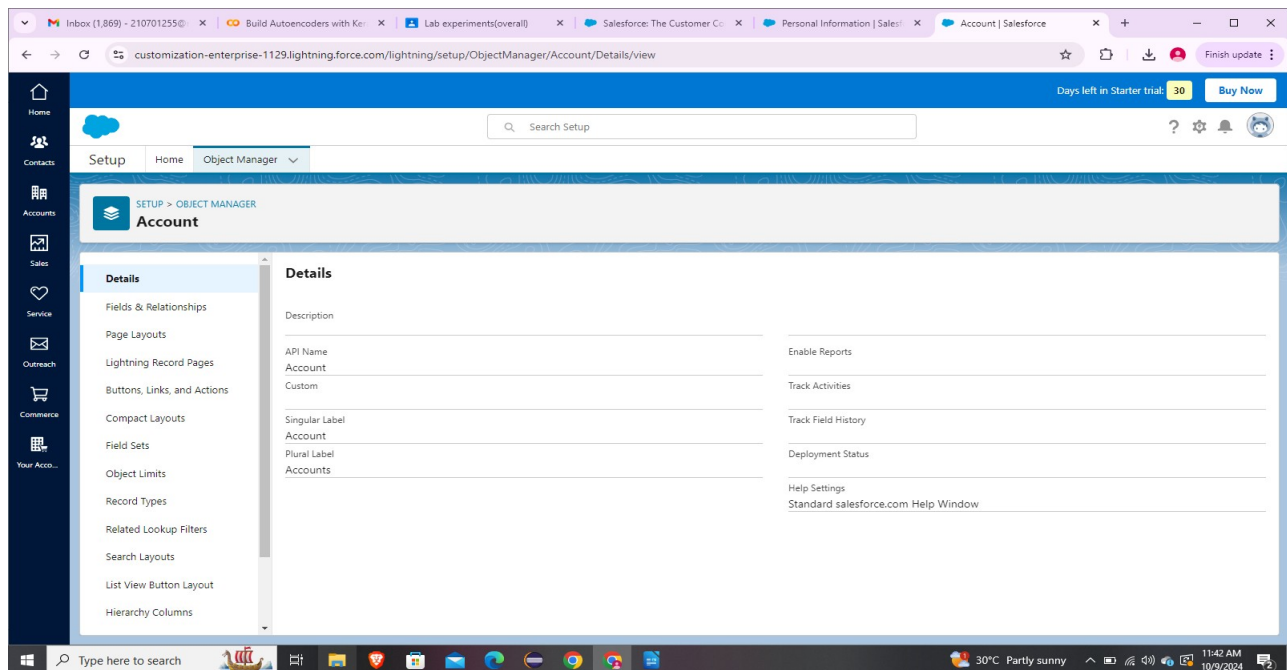 Inbox (1,869) - 210701255@
Build Autoencoders with Ker
Lab experiments(overall)
Salesforce: The Customer Co
Personal Information | Salesf
Account | Salesforce
customization-enterprise-1129.lightning.force.com/lightning/setup/ObjectManager/Account/Details/view
Finish update
Days left in Starter trial: 30
Buy Now
Home
Contacts
Accounts
Sales
Service
Outreach
Commerce
Your Acco...
Search Setup
Setup Home Object Manager
SETUP > OBJECT MANAGER
Account
Details
Fields & Relationships
Page Layouts
Lightning Record Pages
Buttons, Links, and Actions
Compact Layouts
Field Sets
Object Limits
Record Types
Related Lookup Filters
Search Layouts
List View Button Layout
Hierarchy Columns
Details
Description
API Name
Account
Custom
Singular Label
Account
Plural Label
Accounts
Enable Reports
Track Activities
Track Field History
Deployment Status
Help Settings
Standard salesforce.com Help Window
Type here to search
30°C Partly sunny
11:42 AM
10/9/2024